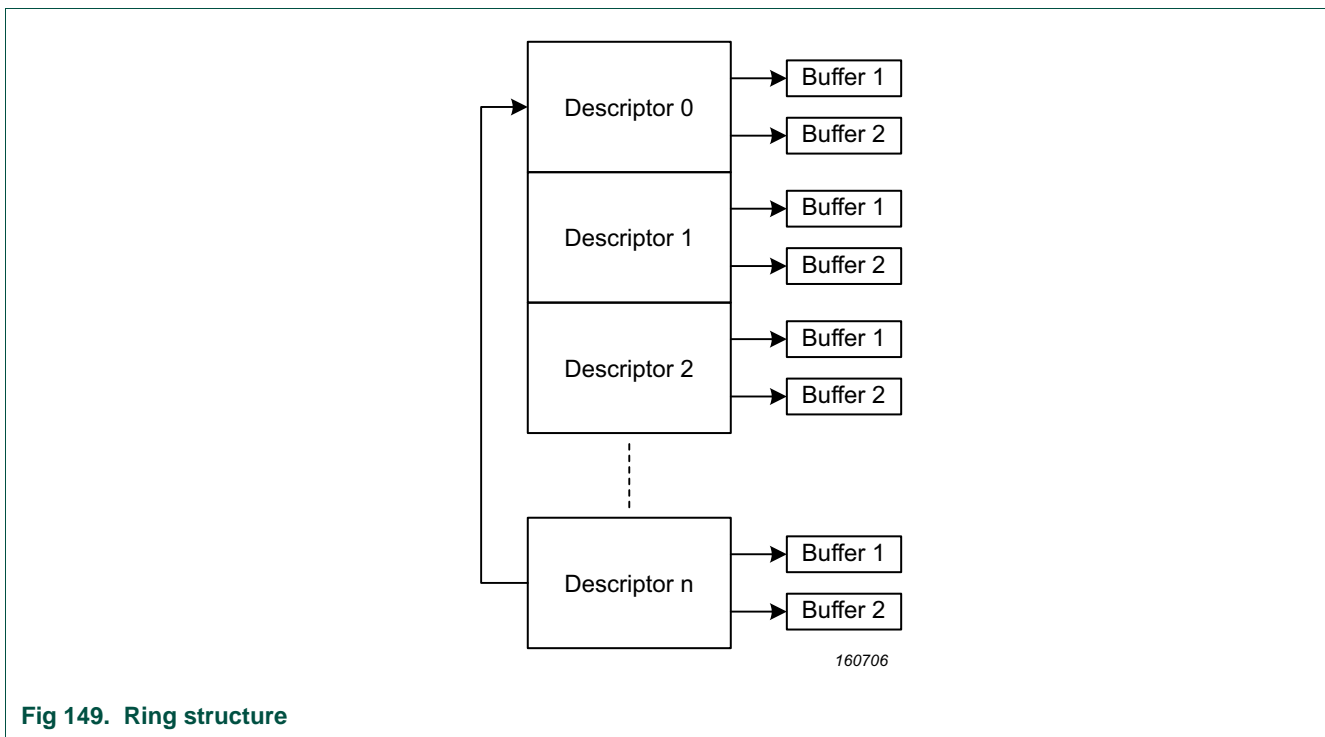 Descriptor 0
Buffer 1
Buffer 2
Descriptor 1
Buffer 1
Buffer 2
Descriptor 2
Buffer 1
Buffer 2
Descriptor n
Buffer 1
Buffer 2
160706
Fig 149. Ring structure